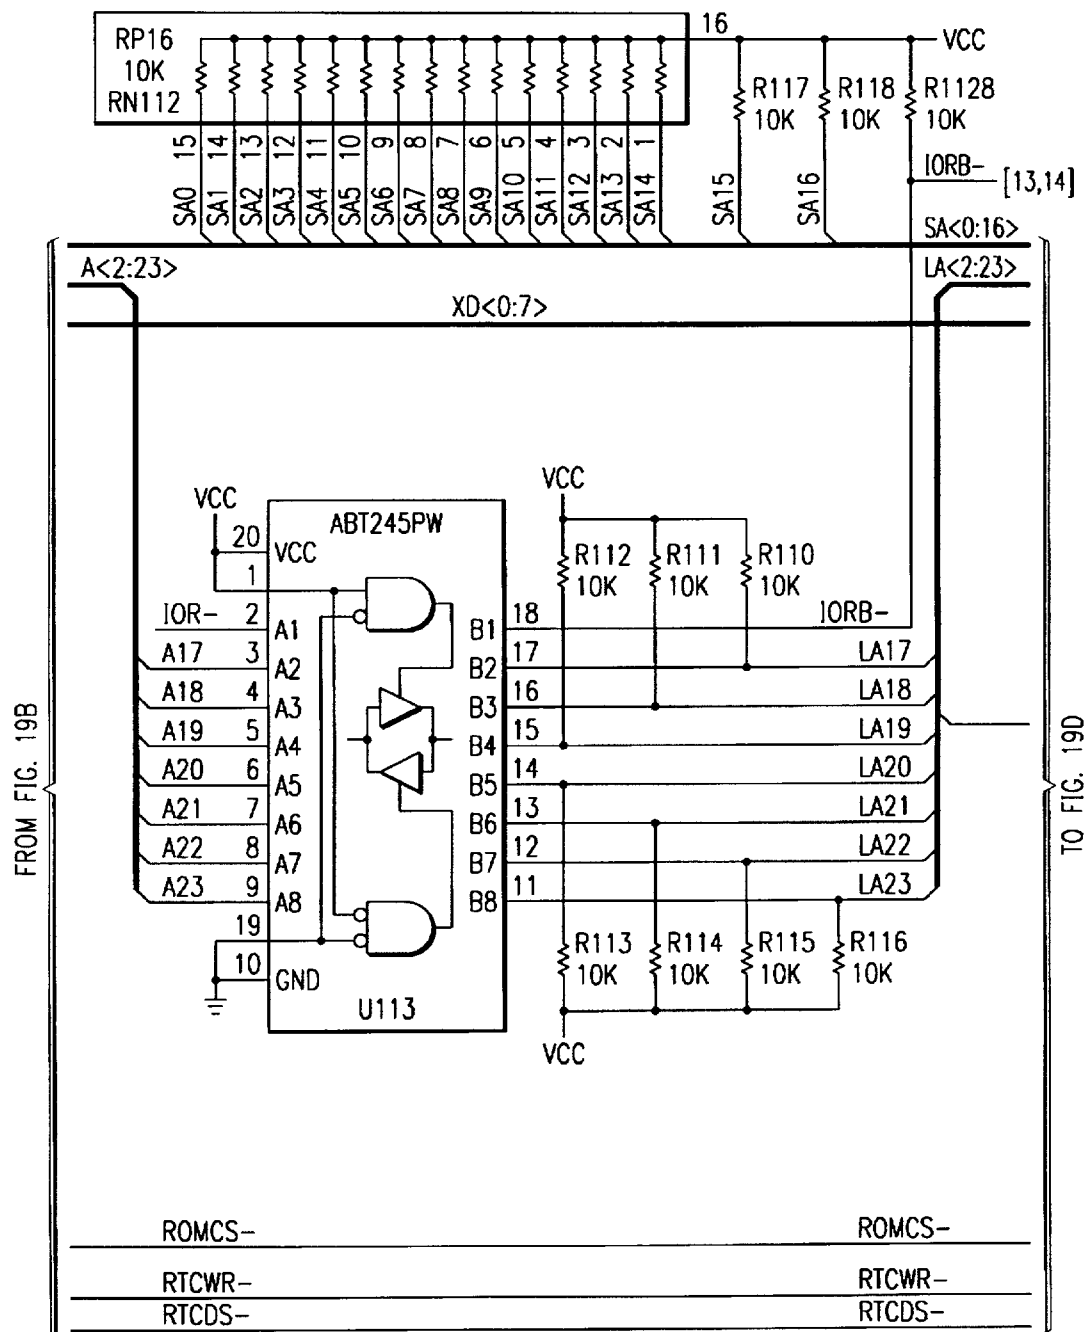 RP16
10K
RN112
16
VCC
R117
10K
R118
10K
R1128
10K
IORB-
[13,14]
15 14 13 12 11 10 9 8 7 6 5 4 3 2 1
SA0 SA1 SA2 SA3 SA4 SA5 SA6 SA7 SA8 SA9 SA10 SA11 SA12 SA13 SA14 SA15 SA16
SA<0:16>
A<2:23>
LA<2:23>
XD<0:7>
FROM FIG. 19B
TO FIG. 19D
VCC
ABT245PW
20 VCC
1
IOR- 2 A1
A17 3 A2
A18 4 A3
A19 5 A4
A20 6 A5
A21 7 A6
A22 8 A7
A23 9 A8
19
10 GND
U113
VCC
R112
10K
R111
10K
R110
10K
B1 18 IORB-
B2 17 LA17
B3 16 LA18
B4 15 LA19
B5 14 LA20
B6 13 LA21
B7 12 LA22
B8 11 LA23
R113
10K
R114
10K
R115
10K
R116
10K
VCC
ROMCS- ROMCS-
RTCWR- RTCWR-
RTCDS- RTCDS-